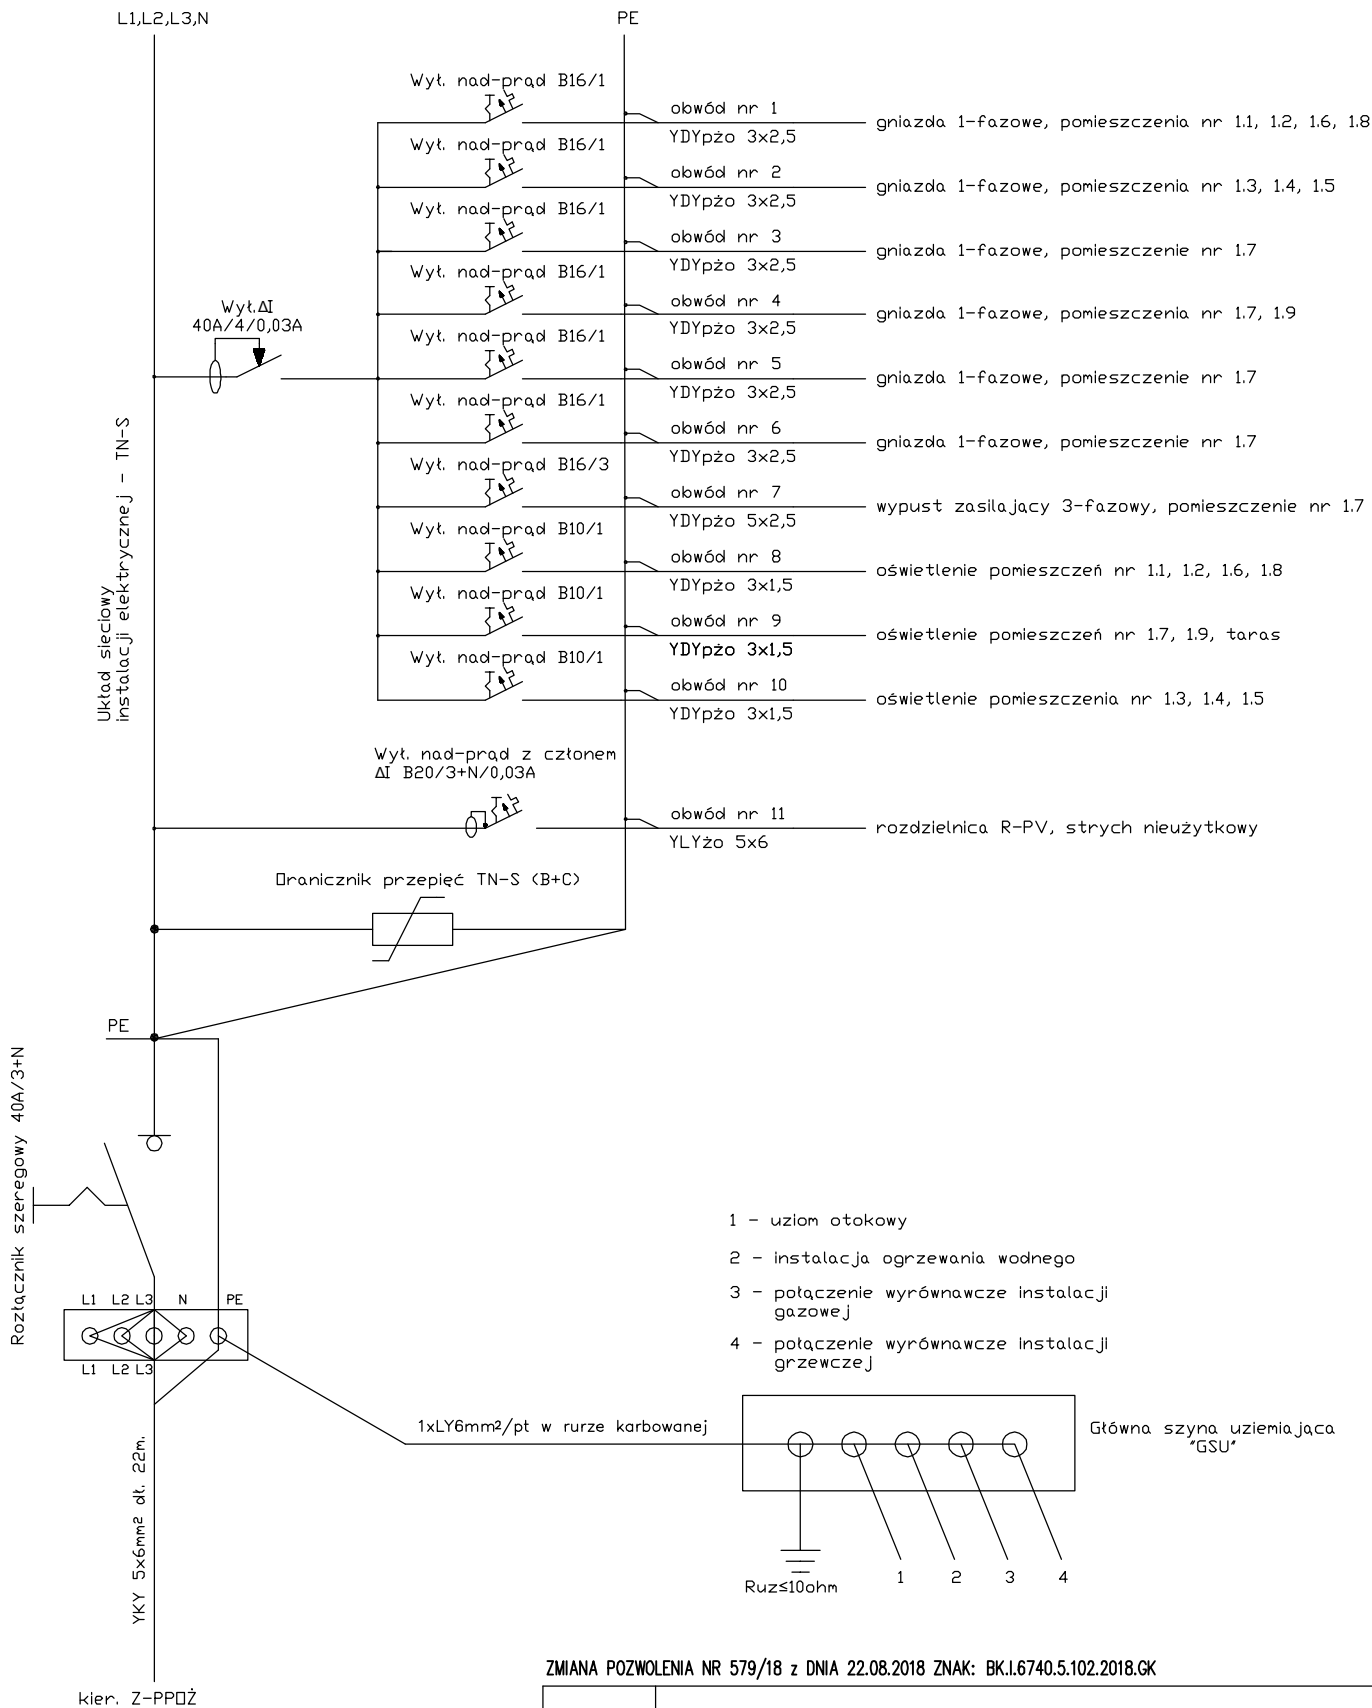 L1,L2,L3,N
PE
Wył. nad-prąd B16/1
obwód nr 1
YDYpżo 3x2,5
gniazda 1-fazowe, pomieszczenia nr 1.1, 1.2, 1.6, 1.8
Wył. nad-prąd B16/1
obwód nr 2
YDYpżo 3x2,5
gniazda 1-fazowe, pomieszczenia nr 1.3, 1.4, 1.5
Wył. nad-prąd B16/1
obwód nr 3
YDYpżo 3x2,5
gniazda 1-fazowe, pomieszczenie nr 1.7
Wył. nad-prąd B16/1
obwód nr 4
YDYpżo 3x2,5
gniazda 1-fazowe, pomieszczenia nr 1.7, 1.9
Wył.ΔI
40A/4/0,03A
Wył. nad-prąd B16/1
obwód nr 5
YDYpżo 3x2,5
gniazda 1-fazowe, pomieszczenie nr 1.7
Wył. nad-prąd B16/1
obwód nr 6
YDYpżo 3x2,5
gniazda 1-fazowe, pomieszczenie nr 1.7
Wył. nad-prąd B16/3
obwód nr 7
YDYpżo 5x2,5
wypust zasilający 3-fazowy, pomieszczenie nr 1.7
Wył. nad-prąd B10/1
obwód nr 8
YDYpżo 3x1,5
oświetlenie pomieszczeń nr 1.1, 1.2, 1.6, 1.8
Wył. nad-prąd B10/1
obwód nr 9
YDYpżo 3x1,5
oświetlenie pomieszczeń nr 1.7, 1.9, taras
Wył. nad-prąd B10/1
obwód nr 10
YDYpżo 3x1,5
oświetlenie pomieszczenia nr 1.3, 1.4, 1.5
Układ sieciowy
instalacji elektrycznej - TN-S
Wył. nad-prąd z członem
ΔI B20/3+N/0,03A
obwód nr 11
YLYżo 5x6
rozdzielnica R-PV, strych nieużytkowy
Oranicznik przepięć TN-S (B+C)
PE
Rozłącznik szeregowy 40A/3+N
L1 L2 L3 N PE
L1 L2 L3
1 - uziom otokowy
2 - instalacja ogrzewania wodnego
3 - połączenie wyrównawcze instalacji
gazowej
4 - połączenie wyrównawcze instalacji
grzewczej
1xLY6mm²/pt w rurze karbowanej
Główna szyna uziemiająca
"GSU"
Ruz≤10ohm
1 2 3 4
YKY 5x6mm² dł. 22m.
kier. Z-PPOŻ
ZMIANA POZWOLENIA NR 579/18 z DNIA 22.08.2018 ZNAK: BK.I.6740.5.102.2018.GK